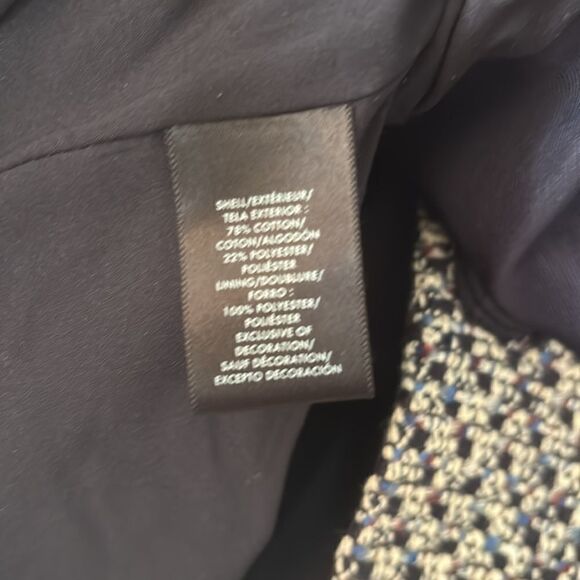 SHELL/EXTÉRIEUR/
TELA EXTERIOR :
78% COTTON/
COTON/ALGODÓN
22% POLYESTER/
POLIÉSTER
LINING/DOUBLURE/
FORRO :
100% POLYESTER/
POLIÉSTER
EXCLUSIVE OF
DECORATION/
SAUF DÉCORATION/
EXCEPTO DECORACIÓN